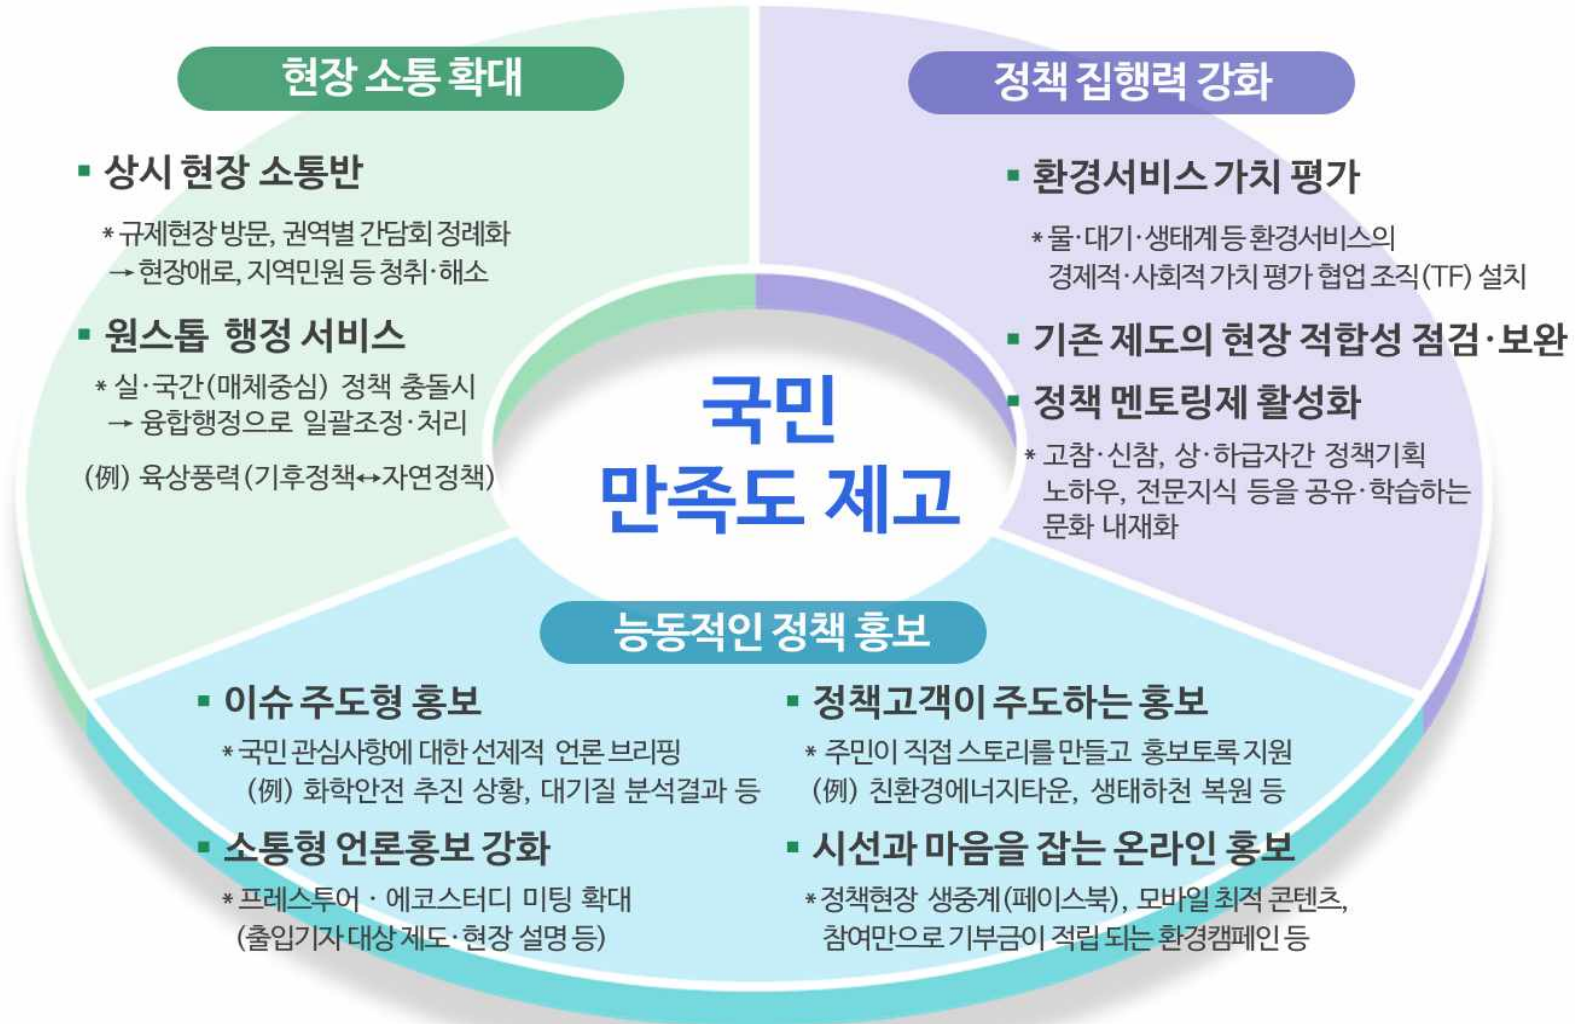 현장 소통 확대
▪ 상시 현장 소통반
* 규제현장 방문, 권역별 간담회 정례화
→ 현장애로, 지역민원 등 청취·해소
▪ 원스톱 행정 서비스
* 실·국간(매체중심) 정책 충돌시
→ 융합행정으로 일괄조정·처리
(例) 육상풍력(기후정책↔자연정책)
정책 집행력 강화
▪ 환경서비스 가치 평가
* 물·대기·생태계 등 환경서비스의
경제적·사회적 가치 평가 협업 조직(TF) 설치
▪ 기존 제도의 현장 적합성 점검·보완
▪ 정책 멘토링제 활성화
* 고참·신참, 상·하급자간 정책기획
노하우, 전문지식 등을 공유·학습하는
문화 내재화
국민
만족도 제고
능동적인 정책 홍보
▪ 이슈 주도형 홍보
* 국민 관심사항에 대한 선제적 언론 브리핑
(例) 화학안전 추진 상황, 대기질 분석결과 등
▪ 소통형 언론홍보 강화
* 프레스투어 · 에코스터디 미팅 확대
(출입기자 대상 제도·현장 설명 등)
▪ 정책고객이 주도하는 홍보
* 주민이 직접 스토리를 만들고 홍보토록 지원
(例) 친환경에너지타운, 생태하천 복원 등
▪ 시선과 마음을 잡는 온라인 홍보
* 정책현장 생중계(페이스북), 모바일 최적 콘텐츠,
참여만으로 기부금이 적립 되는 환경캠페인 등